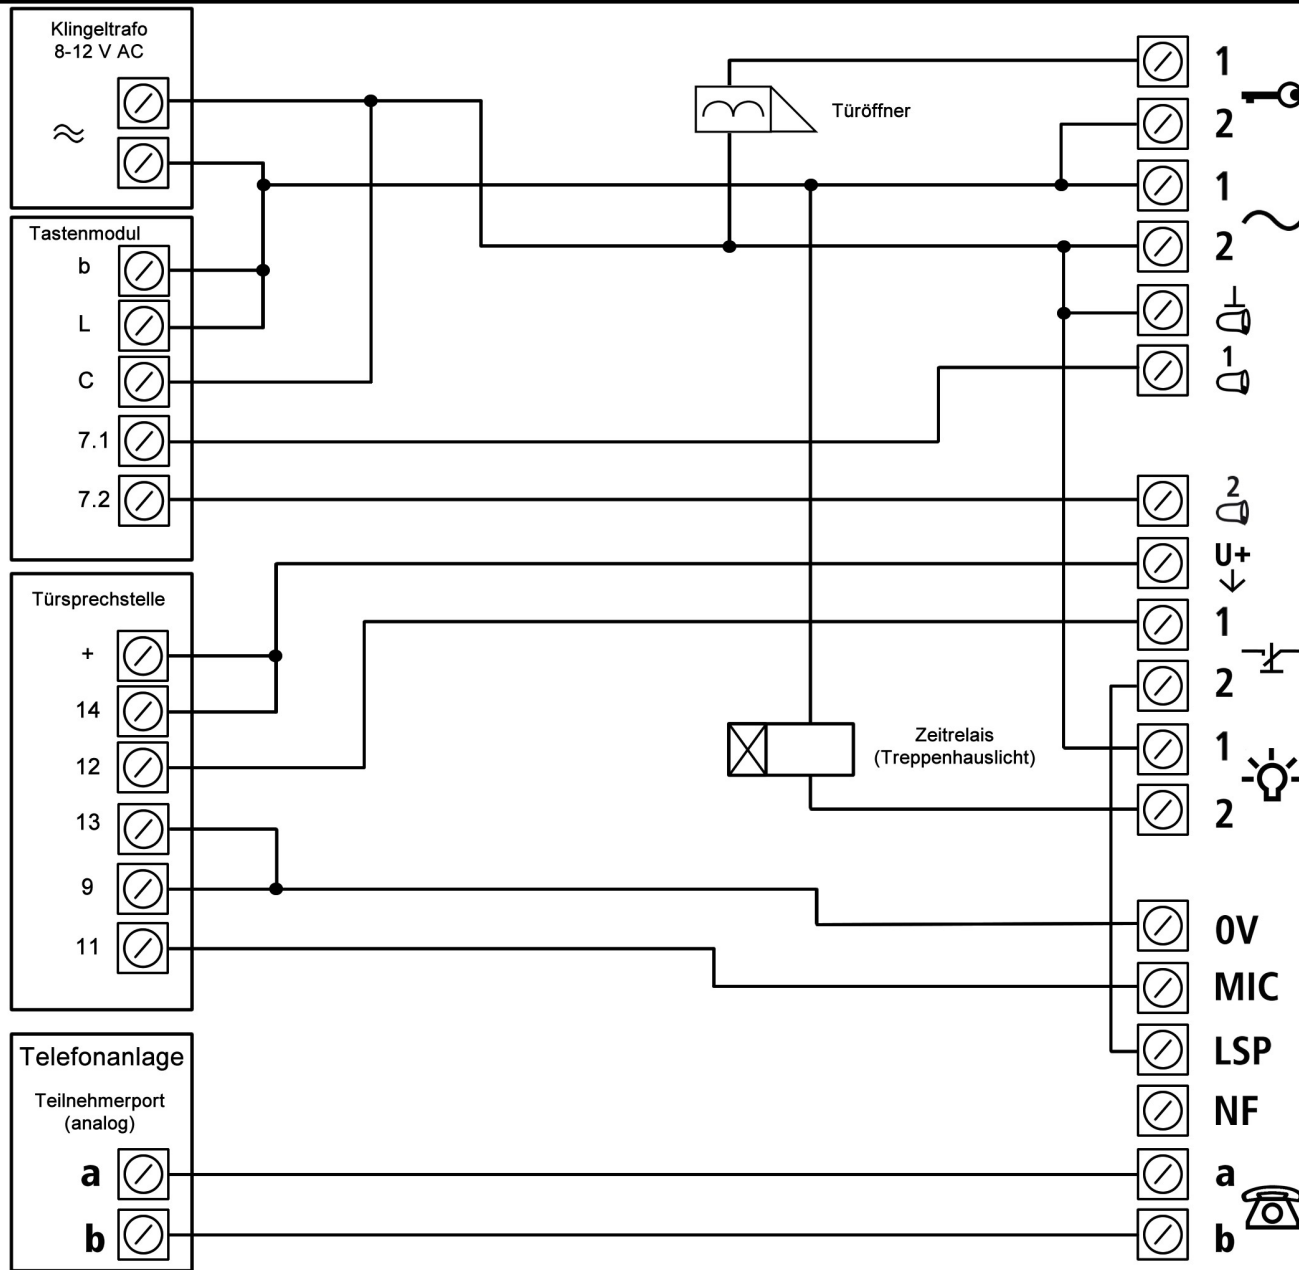 Klingeltrafo
8-12 V AC
Tastenmodul
b
L
C
7.1
7.2
Türsprechstelle
+
14
12
13
9
11
Telefonanlage
Teilnehmerport
(analog)
a
b
Türöffner
Zeitrelais
(Treppenhauslicht)
1
2
1
2
1
2
U+
1
2
1
2
0V
MIC
LSP
NF
a
b